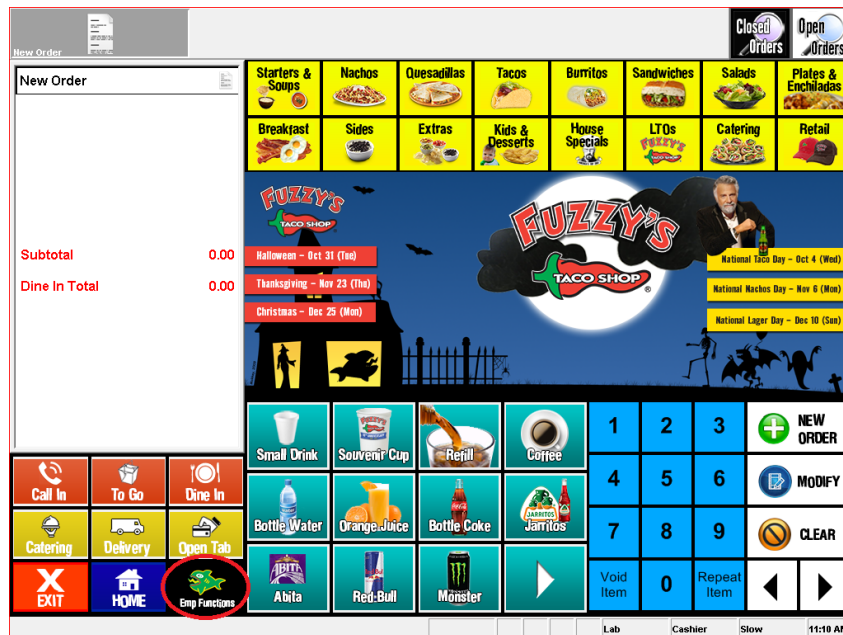 New Order
Closed Orders
Open Orders
New Order
Subtotal 0.00
Dine In Total 0.00
Starters & Soups
Nachos
Quesadillas
Tacos
Burritos
Sandwiches
Salads
Plates & Enchiladas
Breakfast
Sides
Extras
Kids & Desserts
House Specials
LTOs
FUZZY'S
TACO SHOP
Catering
Retail
FUZZY'S
TACO SHOP
FUZZY'S
TACO SHOP
®
Halloween - Oct 31 (Tue)
Thanksgiving - Nov 23 (Thu)
Christmas - Dec 25 (Mon)
National Taco Day - Oct 4 (Wed)
National Nachos Day - Nov 6 (Mon)
National Lager Day - Dec 10 (Sun)
Call In
To Go
Dine In
Catering
Delivery
Open Tab
X
EXIT
HOME
Emp Functions
Small Drink
Souvenir Cup
Refill
Coffee
Bottle Water
Orange Juice
Bottle Coke
JARRITOS
Jarritos
ABITA
Abita
Red Bull
Monster
1 2 3
4 5 6
7 8 9
Void Item
0
Repeat Item
NEW ORDER
MODIFY
CLEAR
Lab
Cashier
Slow
11:10 A